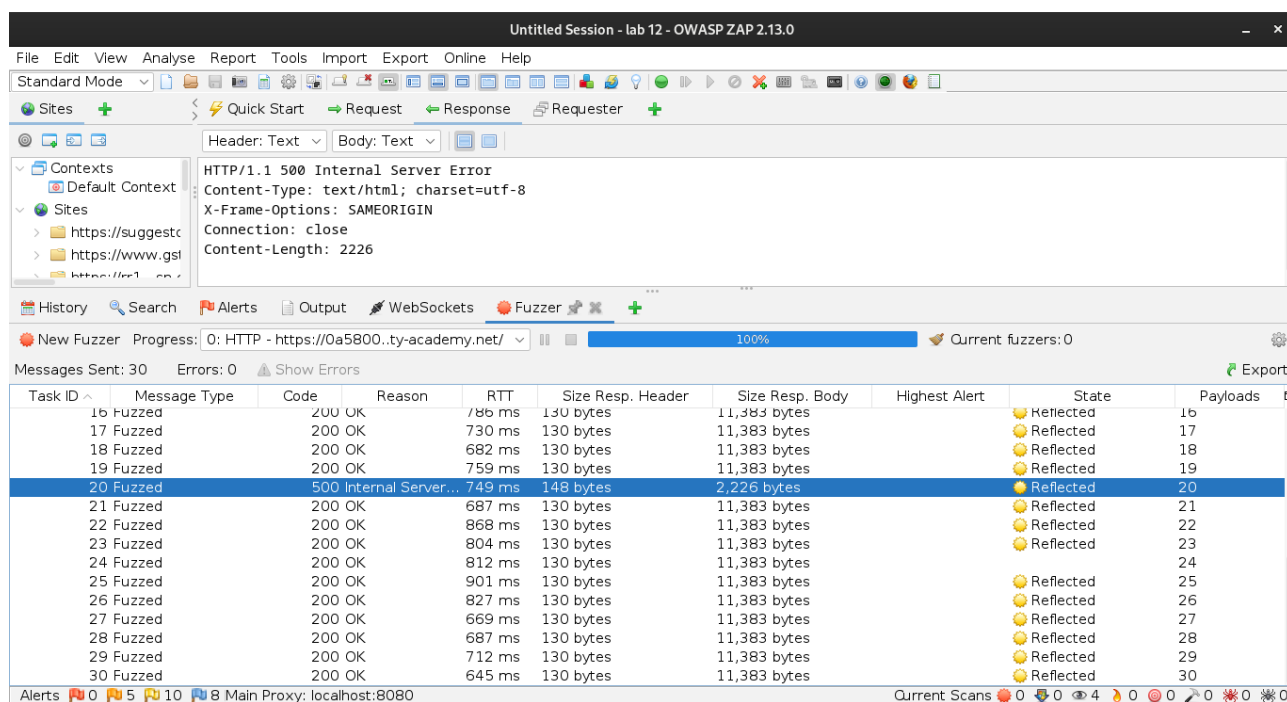 Untitled Session - lab 12 - OWASP ZAP 2.13.0
File Edit View Analyse Report Tools Import Export Online Help
Standard Mode
Sites Quick Start Request Response Requester
Header: Text Body: Text
Contexts
Default Context
Sites
https://suggestq
https://www.gst
HTTP/1.1 500 Internal Server Error
Content-Type: text/html; charset=utf-8
X-Frame-Options: SAMEORIGIN
Connection: close
Content-Length: 2226
History Search Alerts Output WebSockets Fuzzer
New Fuzzer Progress: 0: HTTP - https://0a5800..ty-academy.net/ 100% Current fuzzers: 0
Messages Sent: 30 Errors: 0 Show Errors Export
Task ID Message Type Code Reason RTT Size Resp. Header Size Resp. Body Highest Alert State Payloads
16 Fuzzed 200 OK 786 ms 130 bytes 11,383 bytes Reflected 16
17 Fuzzed 200 OK 730 ms 130 bytes 11,383 bytes Reflected 17
18 Fuzzed 200 OK 682 ms 130 bytes 11,383 bytes Reflected 18
19 Fuzzed 200 OK 759 ms 130 bytes 11,383 bytes Reflected 19
20 Fuzzed 500 Internal Server... 749 ms 148 bytes 2,226 bytes Reflected 20
21 Fuzzed 200 OK 687 ms 130 bytes 11,383 bytes Reflected 21
22 Fuzzed 200 OK 868 ms 130 bytes 11,383 bytes Reflected 22
23 Fuzzed 200 OK 804 ms 130 bytes 11,383 bytes Reflected 23
24 Fuzzed 200 OK 812 ms 130 bytes 11,383 bytes 24
25 Fuzzed 200 OK 901 ms 130 bytes 11,383 bytes Reflected 25
26 Fuzzed 200 OK 827 ms 130 bytes 11,383 bytes Reflected 26
27 Fuzzed 200 OK 669 ms 130 bytes 11,383 bytes Reflected 27
28 Fuzzed 200 OK 687 ms 130 bytes 11,383 bytes Reflected 28
29 Fuzzed 200 OK 712 ms 130 bytes 11,383 bytes Reflected 29
30 Fuzzed 200 OK 645 ms 130 bytes 11,383 bytes Reflected 30
Alerts 0 5 10 8 Main Proxy: localhost:8080 Current Scans 0 0 4 0 0 0 0 0